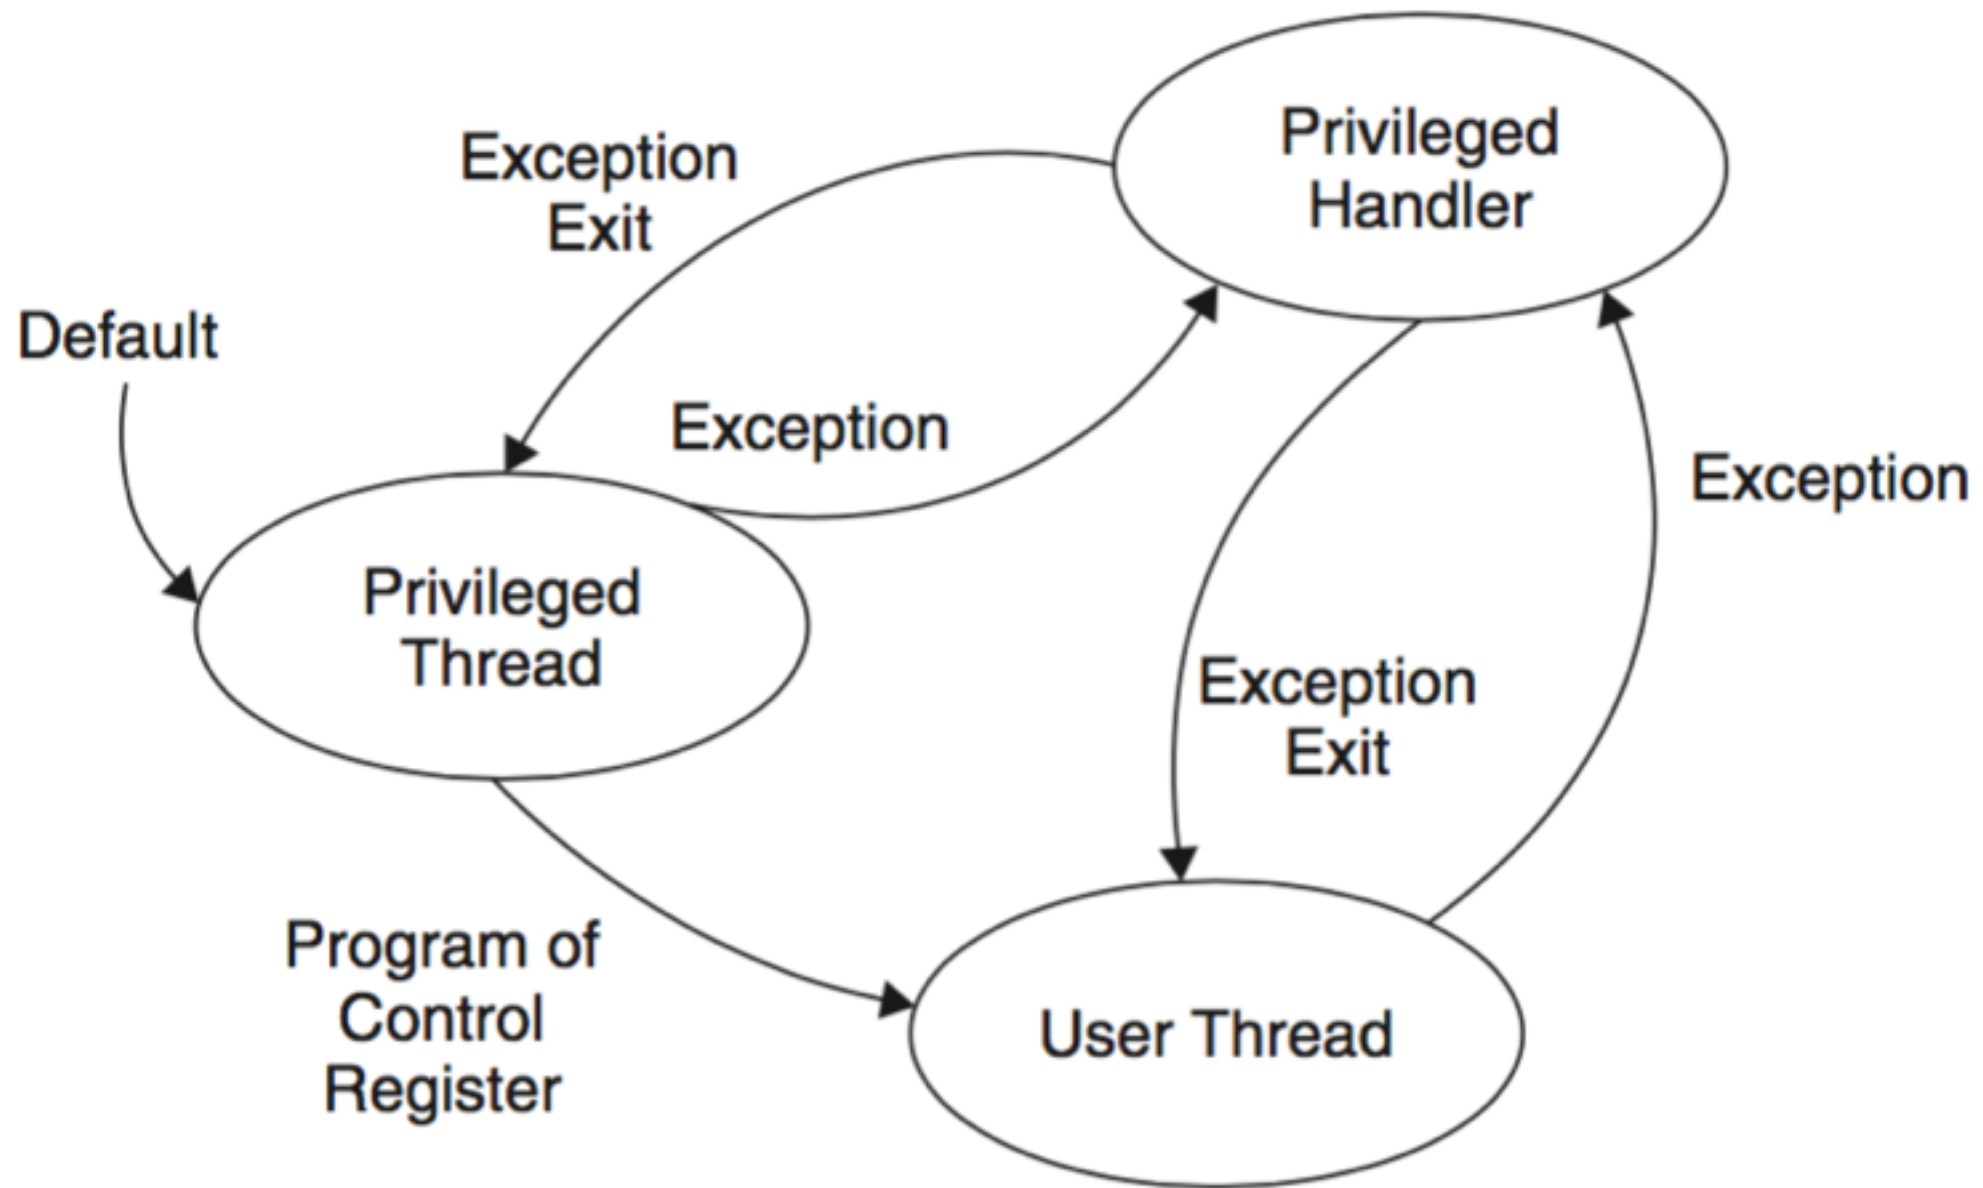 Privileged
Handler
Exception
Exit
Default
Exception
Exception
Privileged
Thread
Exception
Exit
Program of
Control
Register
User Thread